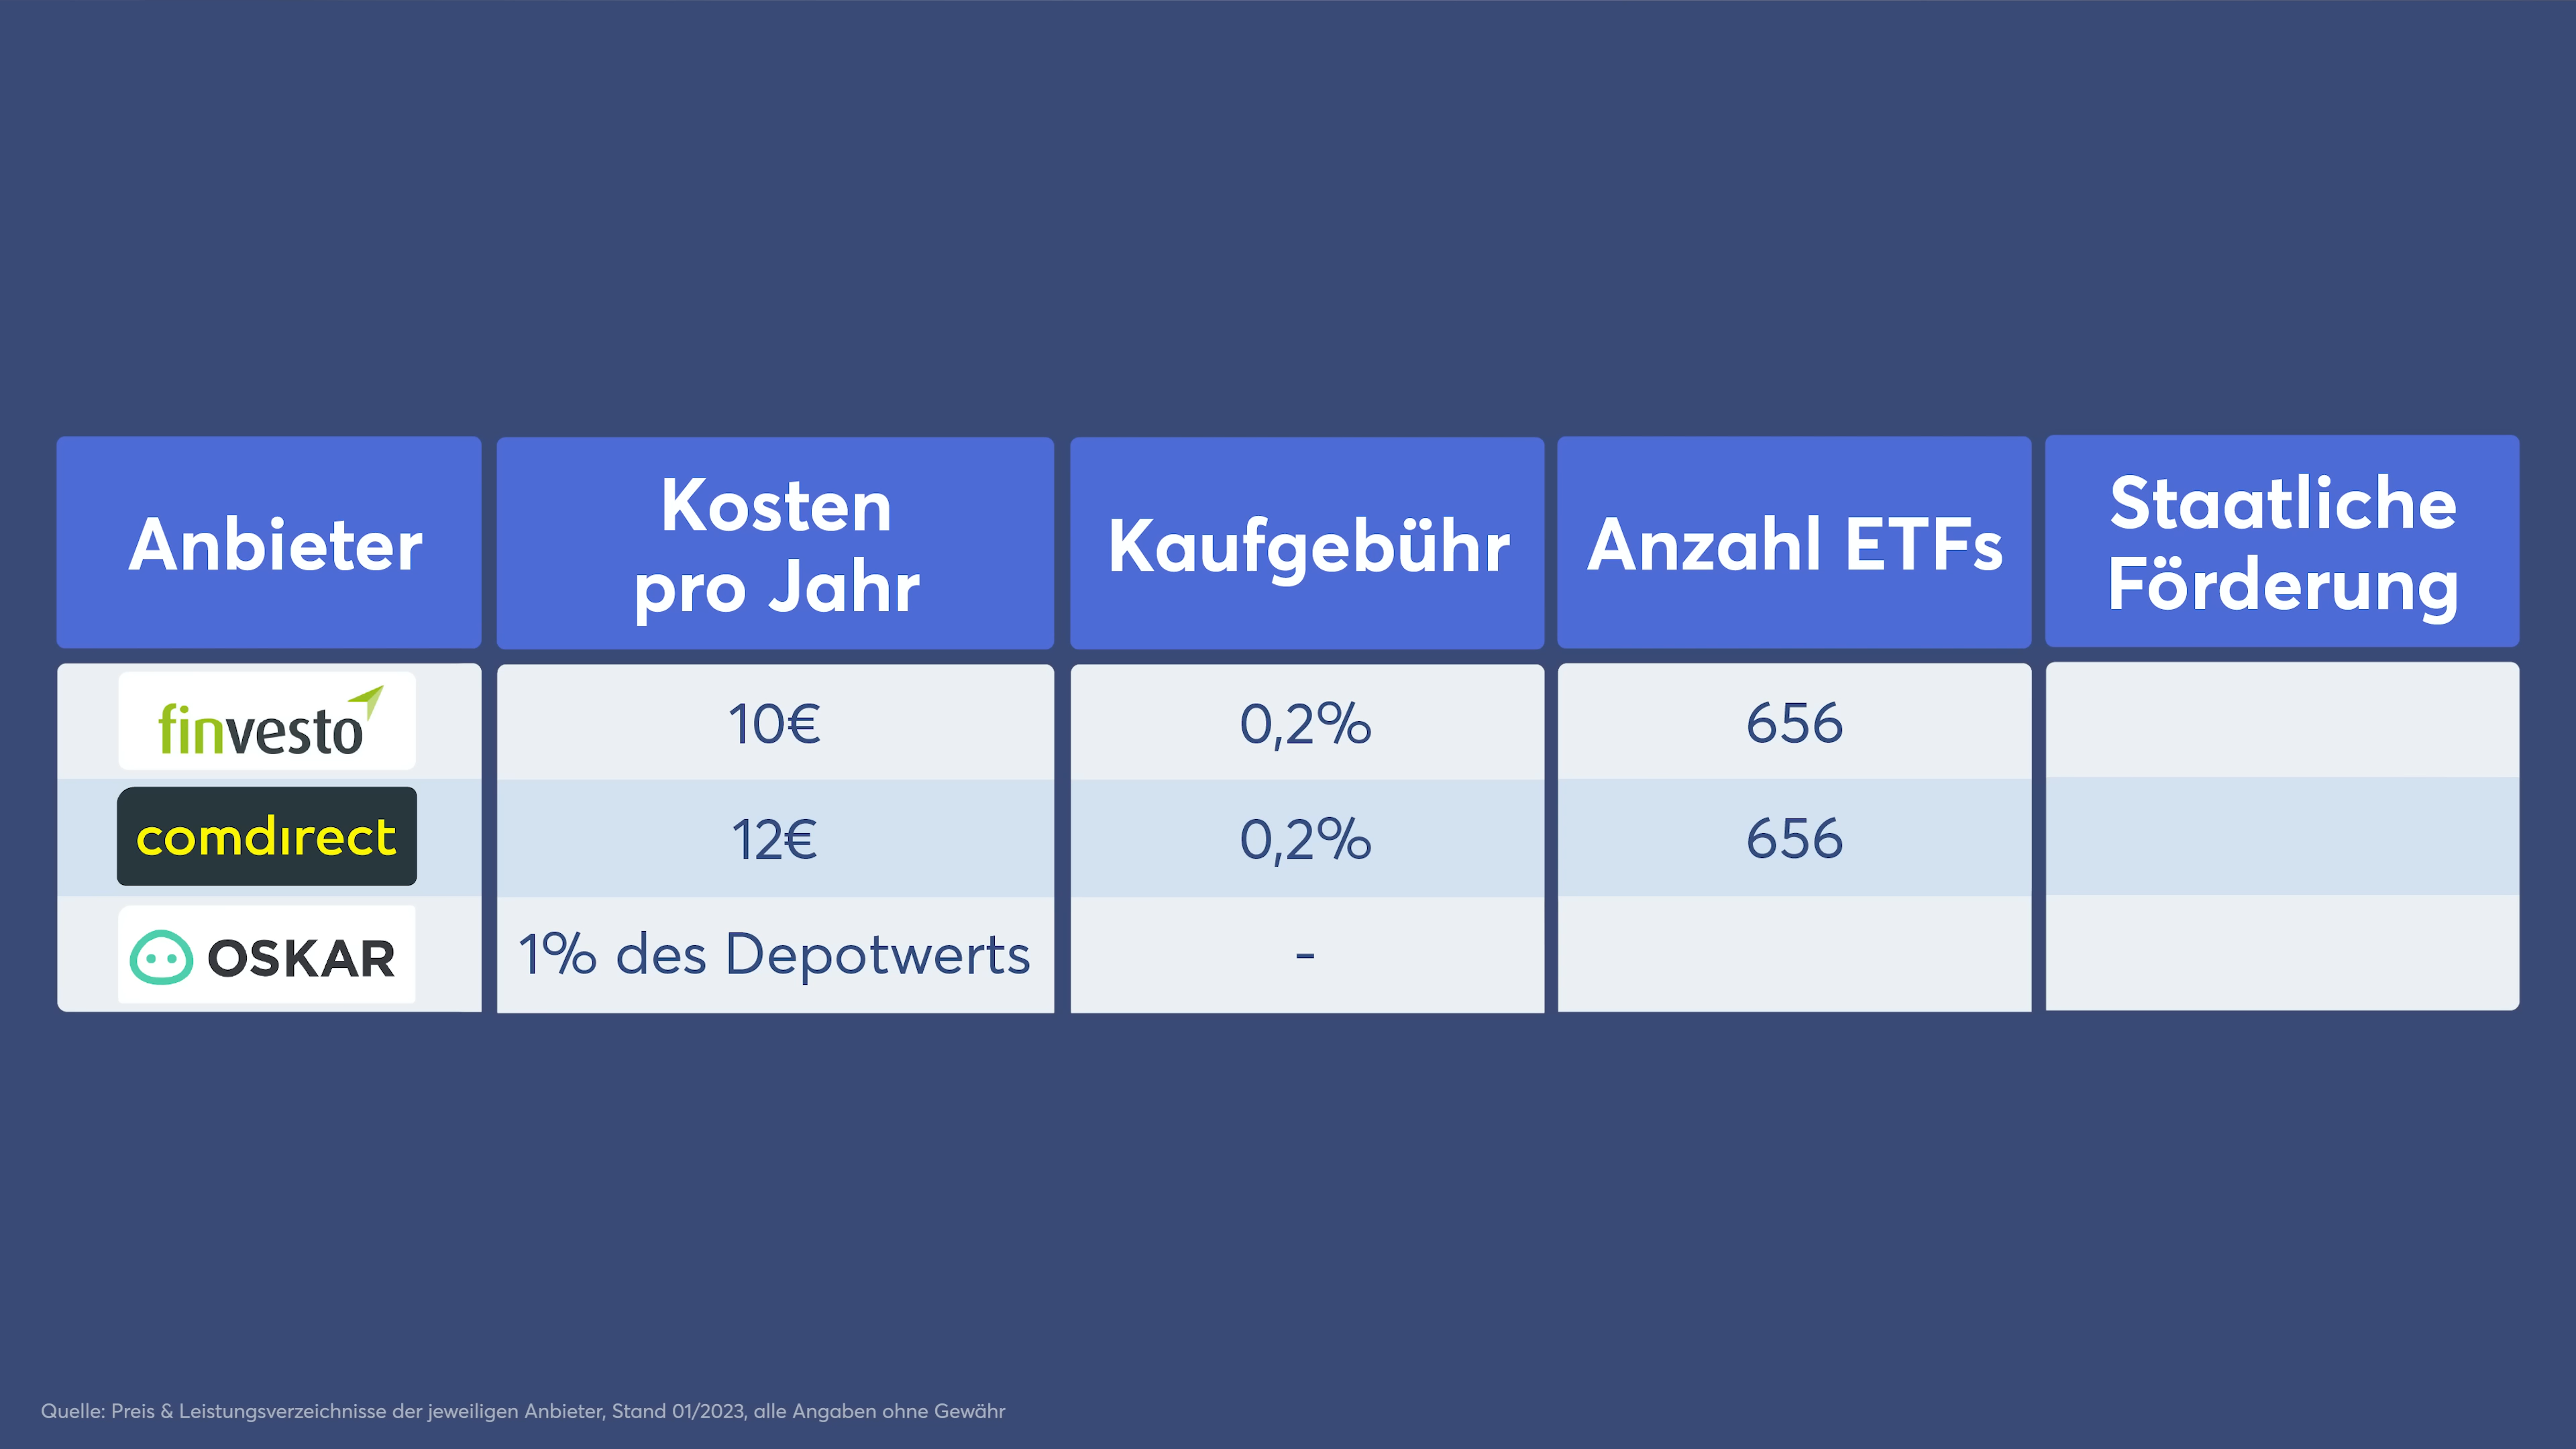 Anbieter
Kosten
pro Jahr
Kaufgebühr
Anzahl ETFs
Staatliche
Förderung
finvesto
10€
0,2%
656
comdirect
12€
0,2%
656
OSKAR
1% des Depotwerts
-
Quelle: Preis & Leistungsverzeichnisse der jeweiligen Anbieter, Stand 01/2023, alle Angaben ohne Gewähr